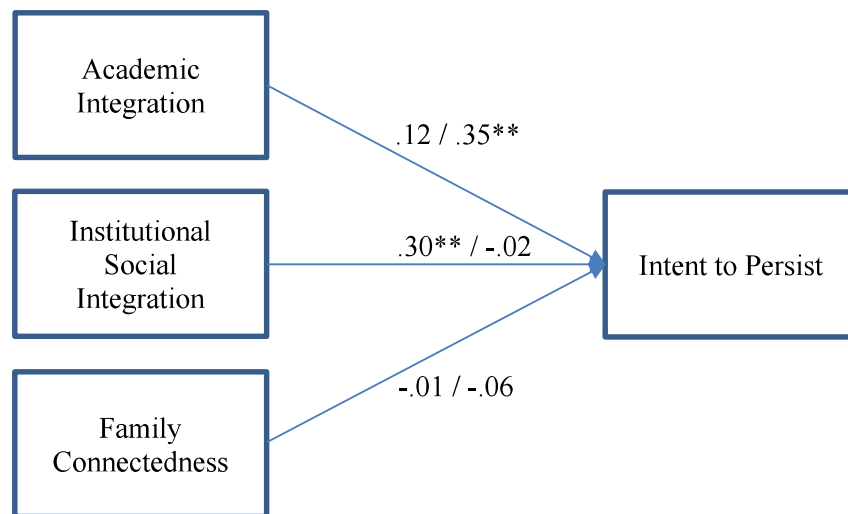 Academic
Integration
.12 / .35**
Institutional
Social
Integration
.30** / -.02
Intent to Persist
-.01 / -.06
Family
Connectedness